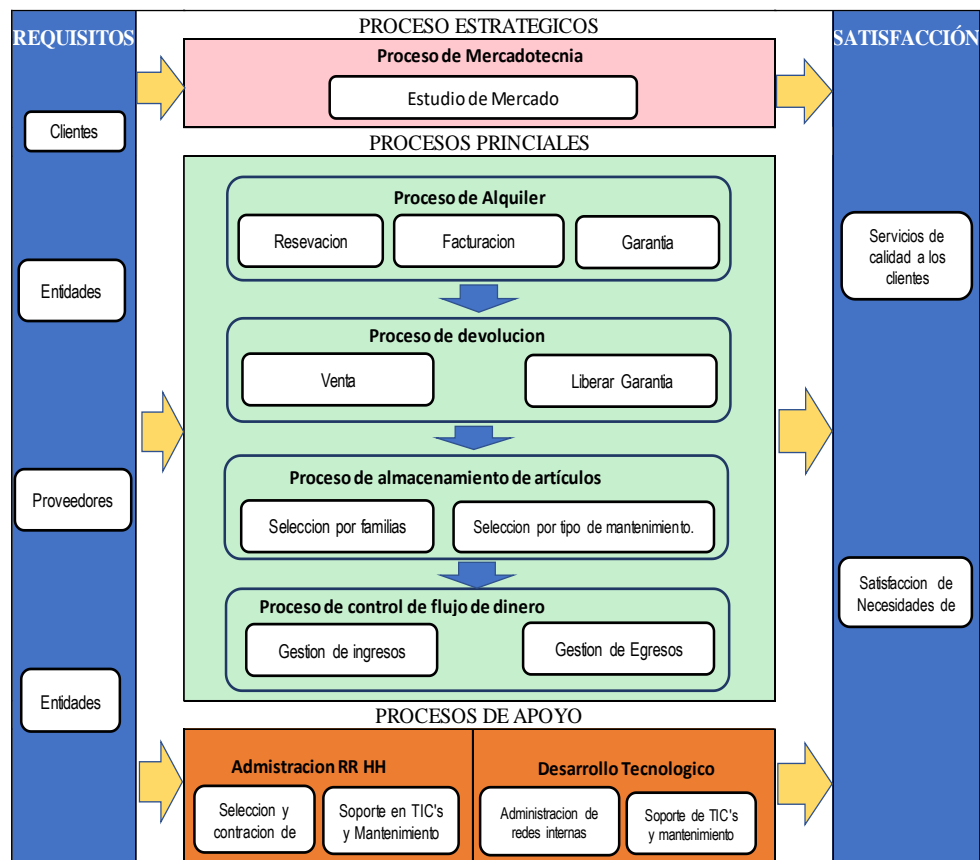 REQUISITOS
Clientes
Entidades
Proveedores
Entidades
PROCESO ESTRATEGICOS
Proceso de Mercadotecnia
Estudio de Mercado
PROCESOS PRINCIALES
Proceso de Alquiler
Resevacion
Facturacion
Garantia
Proceso de devolucion
Venta
Liberar Garantia
Proceso de almacenamiento de artículos
Seleccion por familias
Seleccion por tipo de mantenimiento.
Proceso de control de flujo de dinero
Gestion de ingresos
Gestion de Egresos
PROCESOS DE APOYO
Admistracion RR HH
Seleccion y
contracion de
Soporte en TIC's
y Mantenimiento
Desarrollo Tecnologico
Administracion de
redes internas
Soporte de TIC's
y mantenimiento
SATISFACCIÓN
Servicios de
calidad a los
clientes
Satisfaccion de
Necesidades de